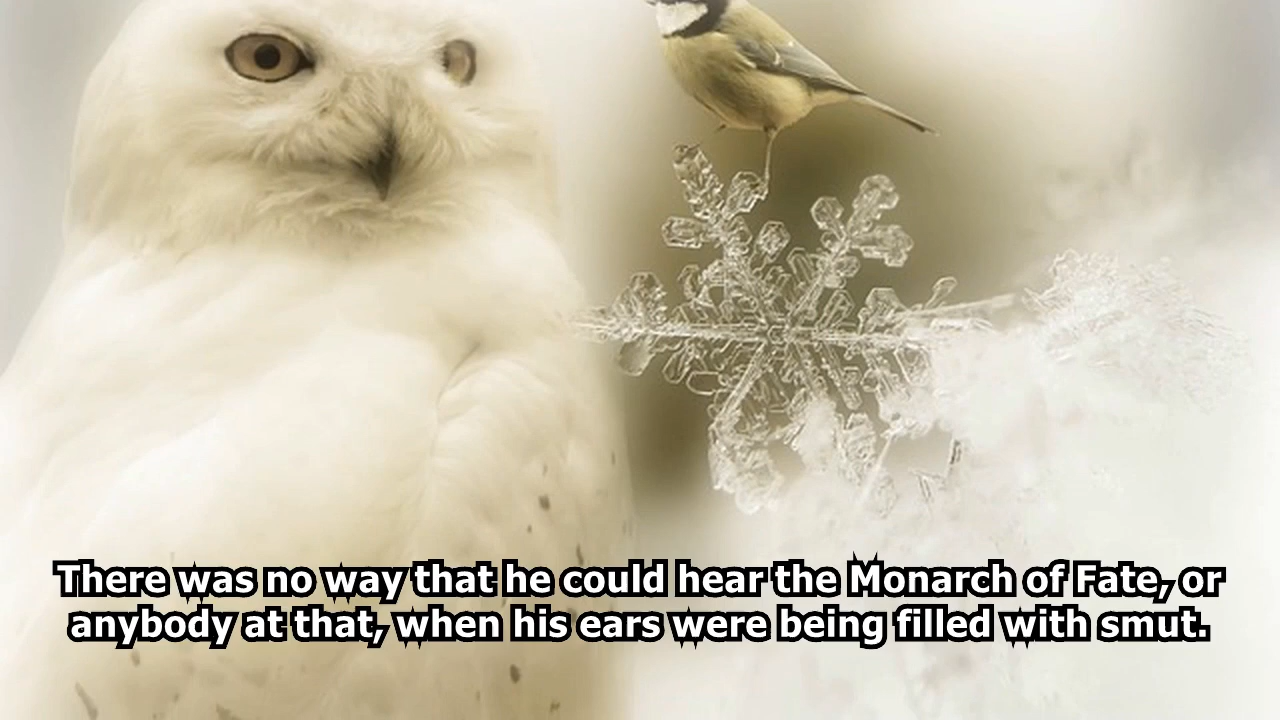 There was no way that he could hear the Monarch of Fate, or
anybody at that, when his ears were being filled with smut.